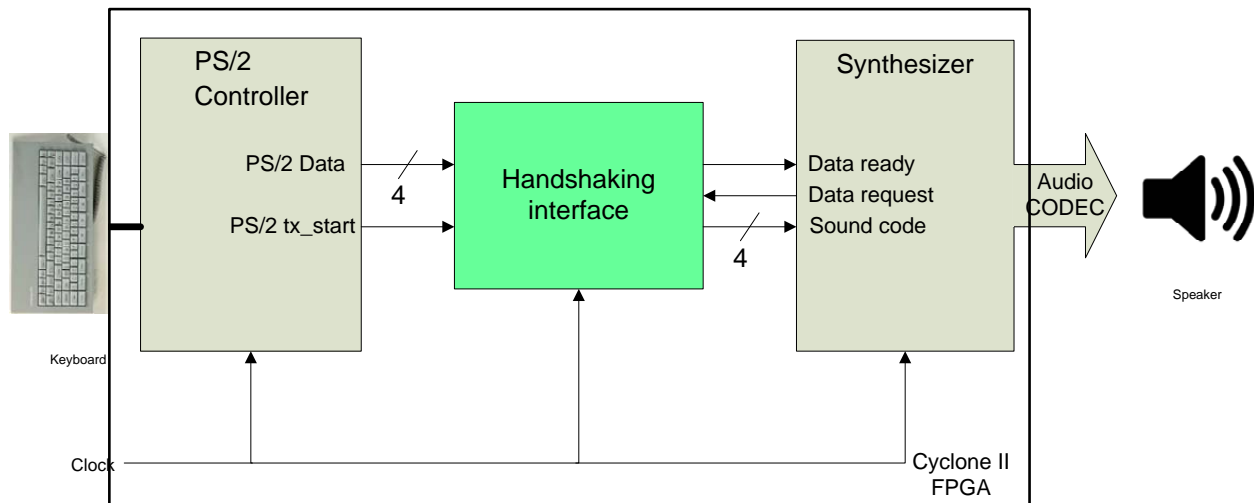 PS/2
Controller
PS/2 Data
PS/2 tx_start
4
Handshaking
interface
4
Synthesizer
Data ready
Data request
Sound code
Audio
CODEC
Speaker
Keyboard
Clock
Cyclone II
FPGA